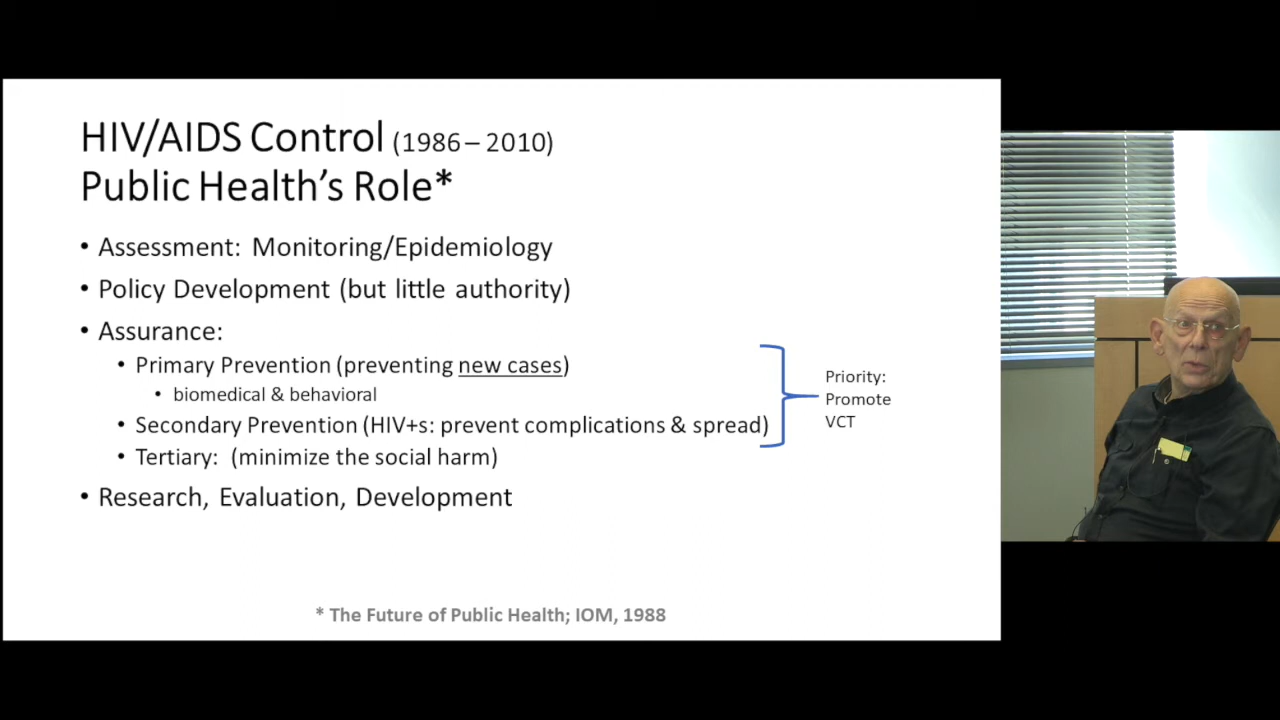 HIV/AIDS Control (1986 – 2010)
Public Health's Role*
• Assessment: Monitoring/Epidemiology
• Policy Development (but little authority)
• Assurance:
• Primary Prevention (preventing new cases)
• biomedical & behavioral
• Secondary Prevention (HIV+s: prevent complications & spread)
• Tertiary: (minimize the social harm)
• Research, Evaluation, Development
Priority:
Promote
VCT
* The Future of Public Health; IOM, 1988